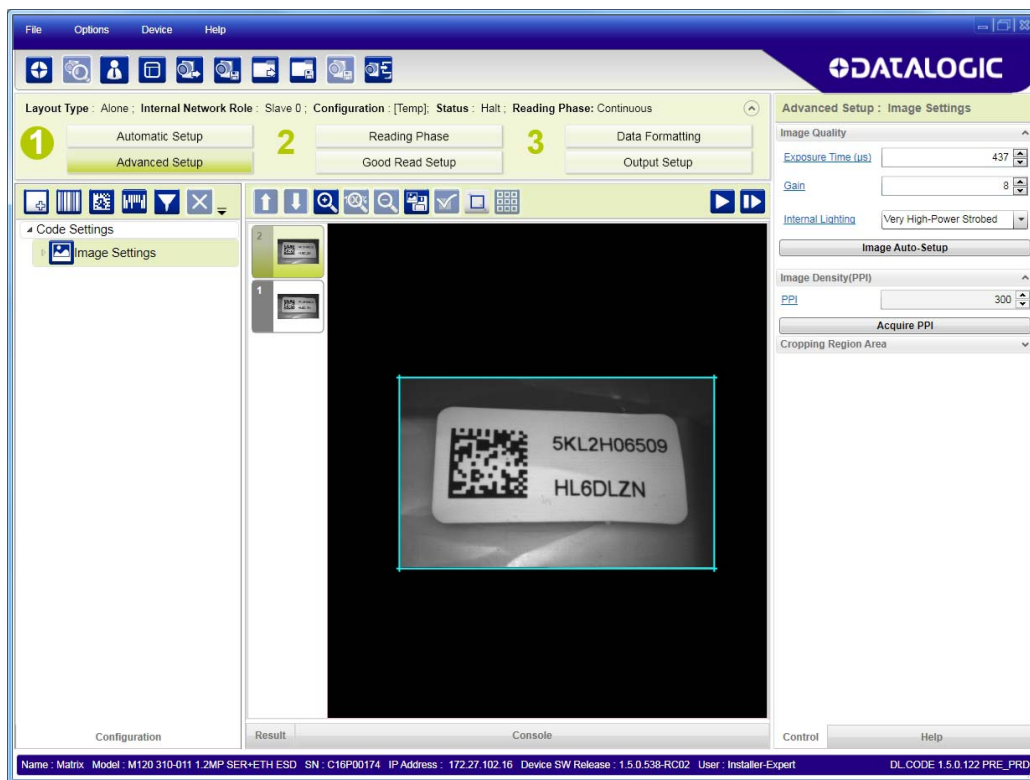 File Options Device Help
DATALOGIC
Layout Type : Alone ; Internal Network Role : Slave 0 ; Configuration : [Temp]; Status : Halt ; Reading Phase: Continuous
1 Automatic Setup 2 Reading Phase 3 Data Formatting
Advanced Setup Good Read Setup Output Setup
Code Settings
Image Settings
2
1
5KL2H06509
HL6DLZN
Configuration
Result Console
Advanced Setup : Image Settings
Image Quality
Exposure Time (µs) 437
Gain 8
Internal Lighting Very High-Power Strobed
Image Auto-Setup
Image Density(PPI)
PPI 300
Acquire PPI
Cropping Region Area
Control Help
Name : Matrix Model : M120 310-011 1.2MP SER+ETH ESD SN : C16P00174 IP Address : 172.27.102.16 Device SW Release : 1.5.0.538-RC02 User : Installer-Expert DL.CODE 1.5.0.122 PRE_PRD